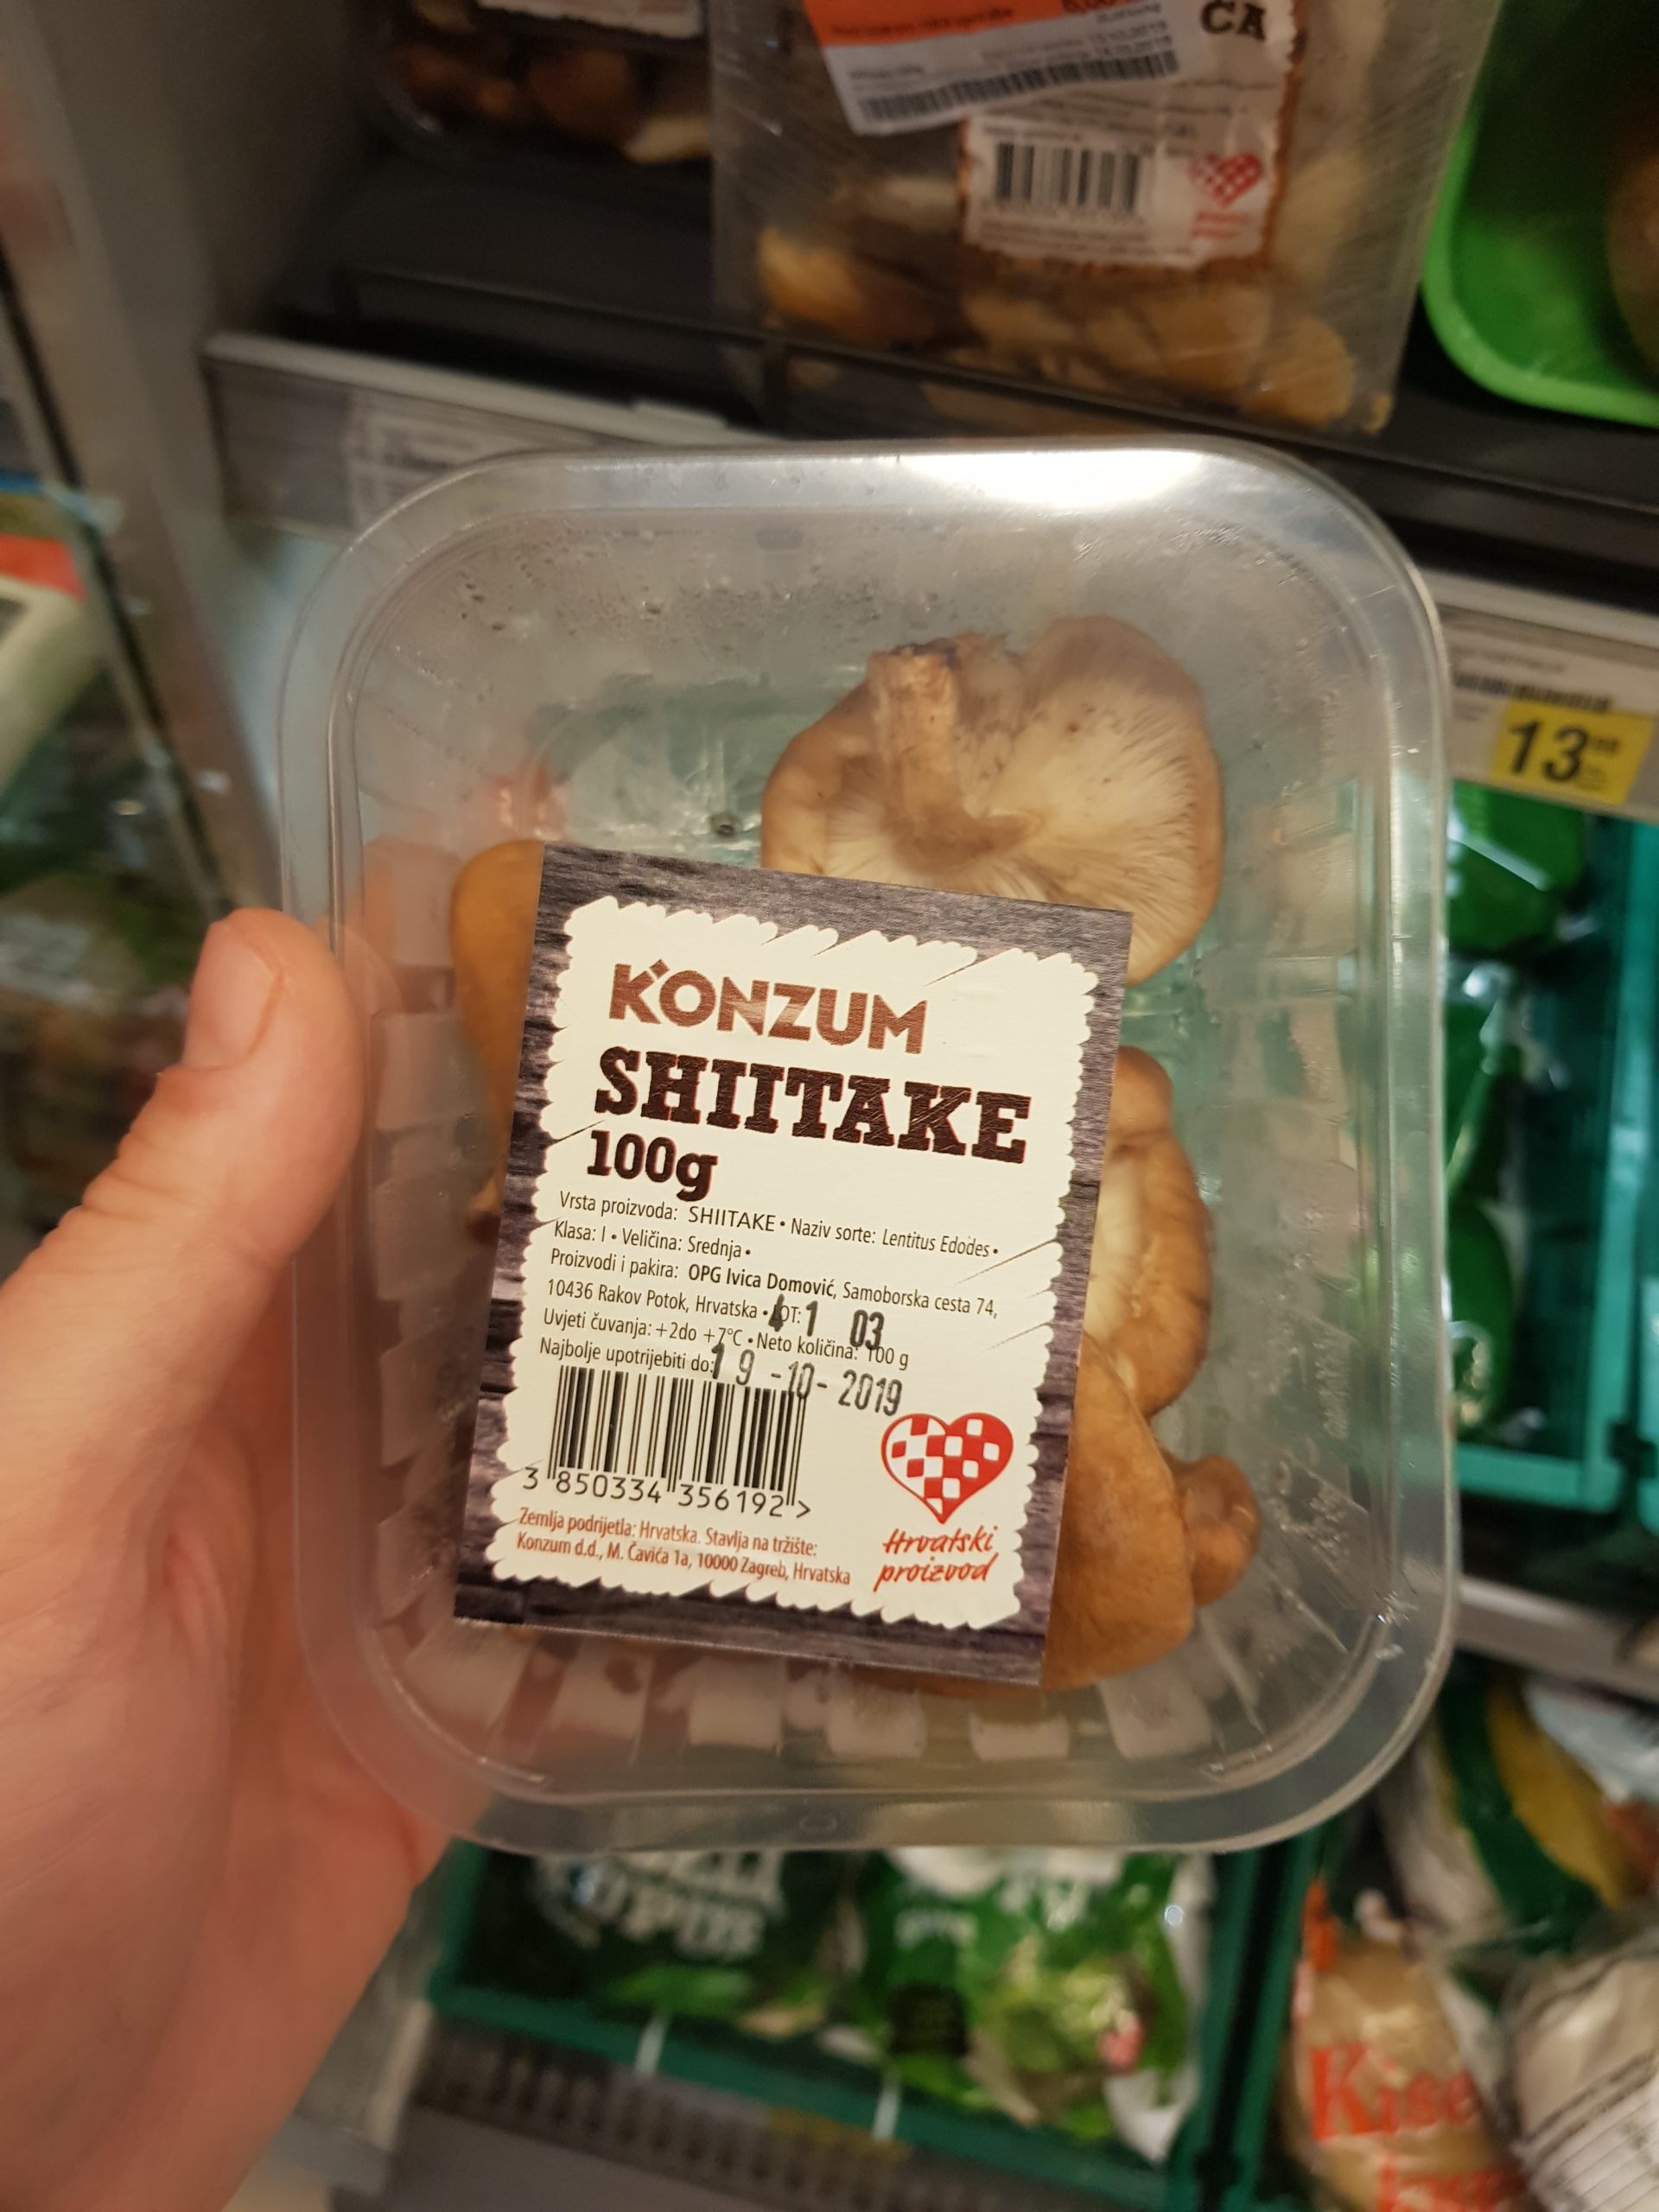 CA
13
KONZUM
SHIITAKE
100g
Vrsta proizvoda: SHIITAKE • Naziv sorte: Lentitus Edodes •
Klasa: I • Veličina: Srednja •
Proizvodi i pakira: OPG Ivica Domović, Samoborska cesta 74,
10436 Rakov Potok, Hrvatska • LOT: 41 03
Uvjeti čuvanja: +2do +7°C • Neto količina: 100 g
Najbolje upotrijebiti do: 19-10-2019
3 850334 356192 >
Hrvatski
proizvod
Zemlja podrijetla: Hrvatska. Stavlja na tržište:
Konzum d.d., M. Čavića 1a, 10000 Zagreb, Hrvatska
Kise